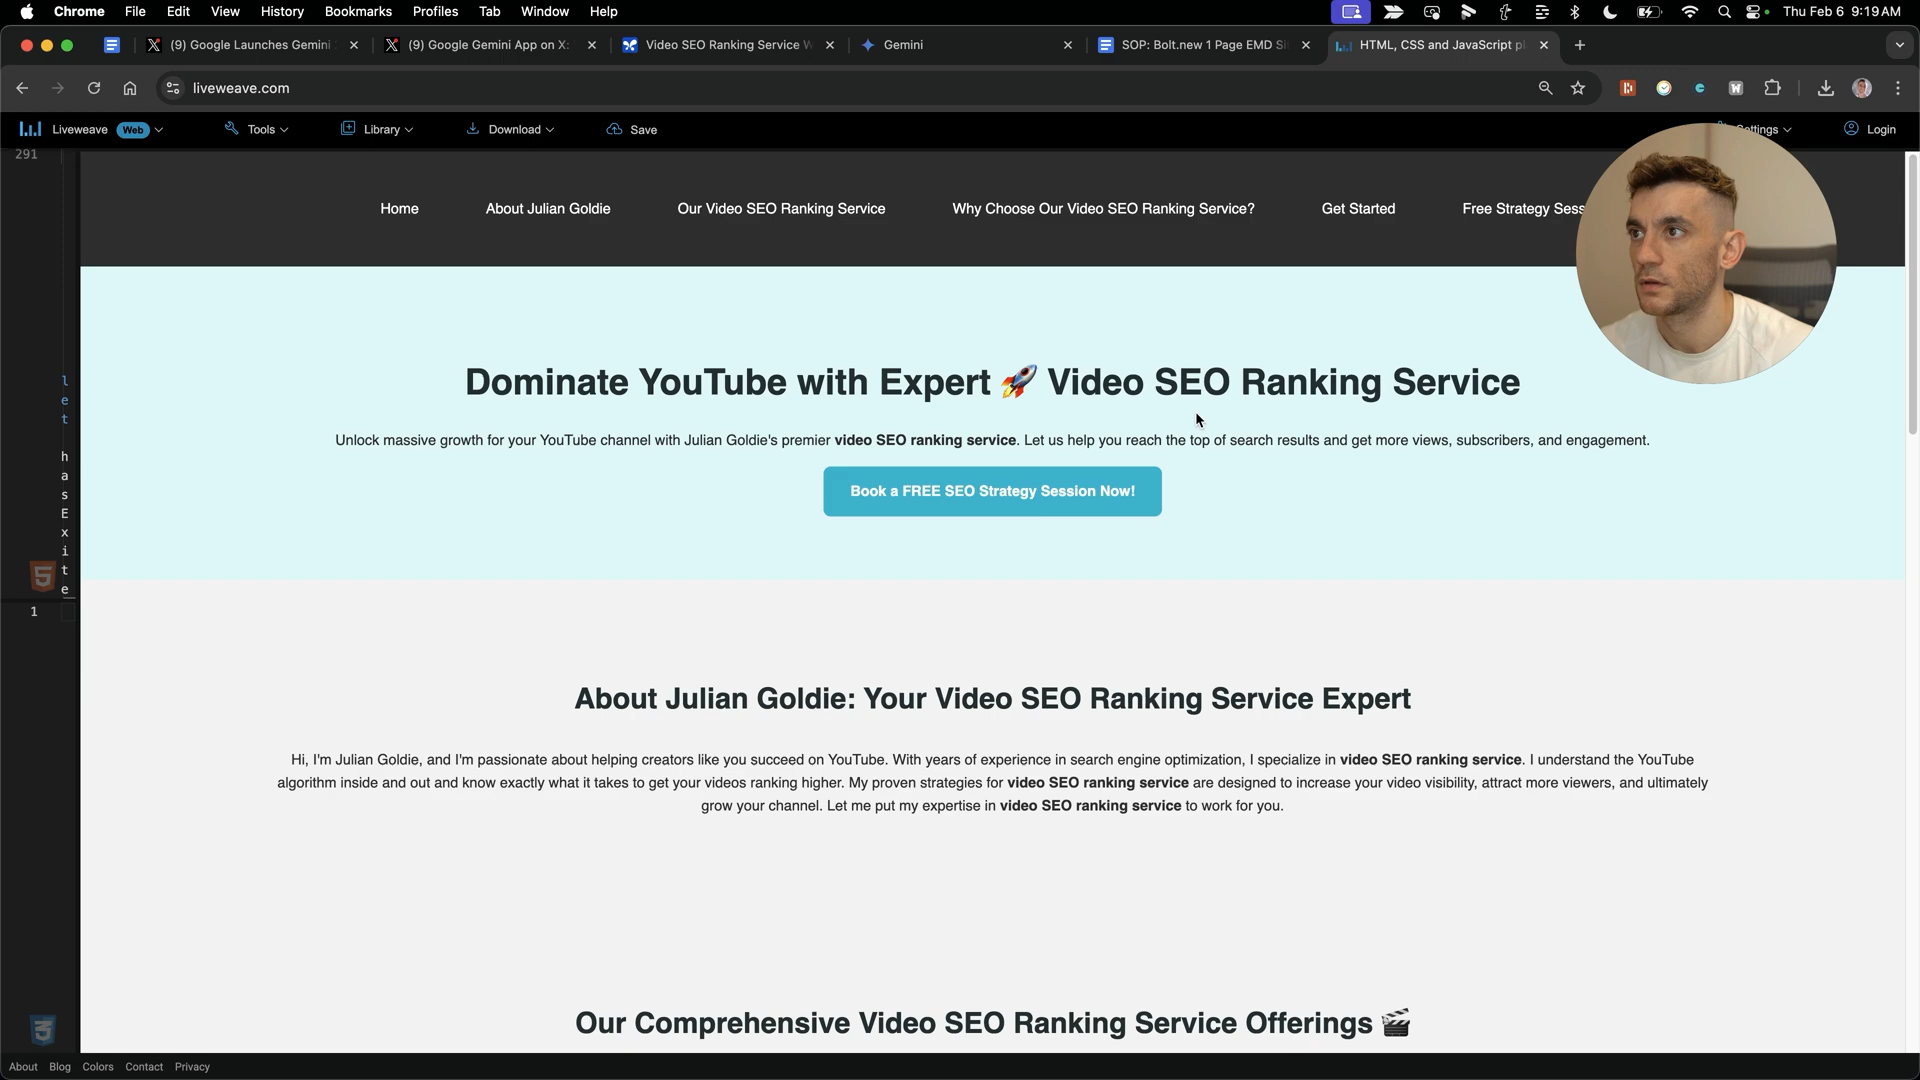 Chrome File Edit View History Bookmarks Profiles Tab Window Help Thu Feb 6 9:19 AM
(9) Google Launches Gemini (9) Google Gemini App on X: Video SEO Ranking Service W Gemini SOP: Bolt.new 1 Page EMD Si HTML, CSS and JavaScript pl
liveweave.com
Liveweave Web Tools Library Download Save Settings Login
291
Home About Julian Goldie Our Video SEO Ranking Service Why Choose Our Video SEO Ranking Service? Get Started Free Strategy Sess
Dominate YouTube with Expert 🚀 Video SEO Ranking Service
Unlock massive growth for your YouTube channel with Julian Goldie's premier video SEO ranking service. Let us help you reach the top of search results and get more views, subscribers, and engagement.
Book a FREE SEO Strategy Session Now!
l
e
t
h
a
s
E
x
i
t
e
1
About Julian Goldie: Your Video SEO Ranking Service Expert
Hi, I'm Julian Goldie, and I'm passionate about helping creators like you succeed on YouTube. With years of experience in search engine optimization, I specialize in video SEO ranking service. I understand the YouTube
algorithm inside and out and know exactly what it takes to get your videos ranking higher. My proven strategies for video SEO ranking service are designed to increase your video visibility, attract more viewers, and ultimately
grow your channel. Let me put my expertise in video SEO ranking service to work for you.
Our Comprehensive Video SEO Ranking Service Offerings 🎬
About Blog Colors Contact Privacy